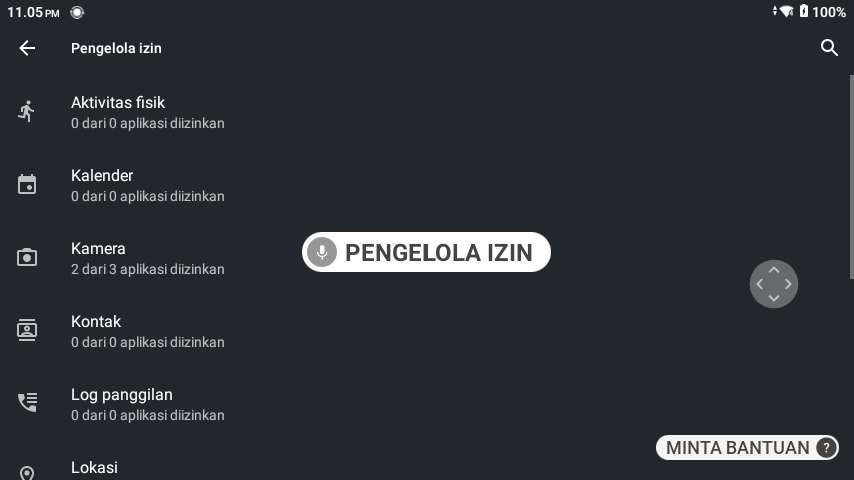 11.05 PM
100%
Pengelola izin
Aktivitas fisik
0 dari 0 aplikasi diizinkan
Kalender
0 dari 0 aplikasi diizinkan
Kamera
2 dari 3 aplikasi diizinkan
PENGELOLA IZIN
Kontak
0 dari 0 aplikasi diizinkan
Log panggilan
0 dari 0 aplikasi diizinkan
MINTA BANTUAN ?
Lokasi